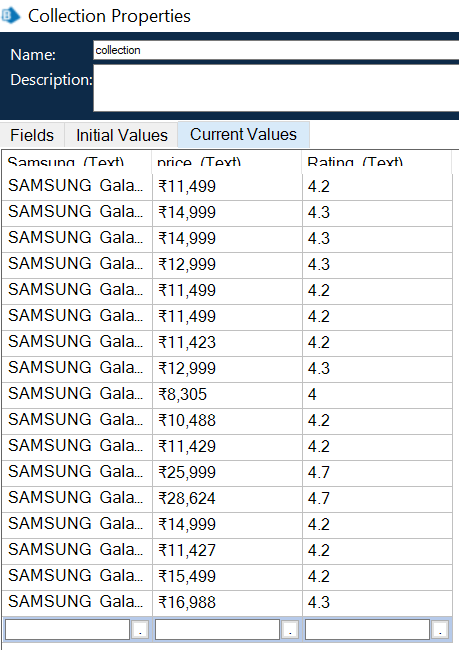 Collection Properties
Name: collection
Description:
Fields Initial Values Current Values
Samsung (Text) price (Text) Rating (Text)
SAMSUNG Gala... ₹11,499 4.2
SAMSUNG Gala... ₹14,999 4.3
SAMSUNG Gala... ₹14,999 4.3
SAMSUNG Gala... ₹12,999 4.3
SAMSUNG Gala... ₹11,499 4.2
SAMSUNG Gala... ₹11,499 4.2
SAMSUNG Gala... ₹11,423 4.2
SAMSUNG Gala... ₹12,999 4.3
SAMSUNG Gala... ₹8,305 4
SAMSUNG Gala... ₹10,488 4.2
SAMSUNG Gala... ₹11,429 4.2
SAMSUNG Gala... ₹25,999 4.7
SAMSUNG Gala... ₹28,624 4.7
SAMSUNG Gala... ₹14,999 4.2
SAMSUNG Gala... ₹11,427 4.2
SAMSUNG Gala... ₹15,499 4.2
SAMSUNG Gala... ₹16,988 4.3
. . .